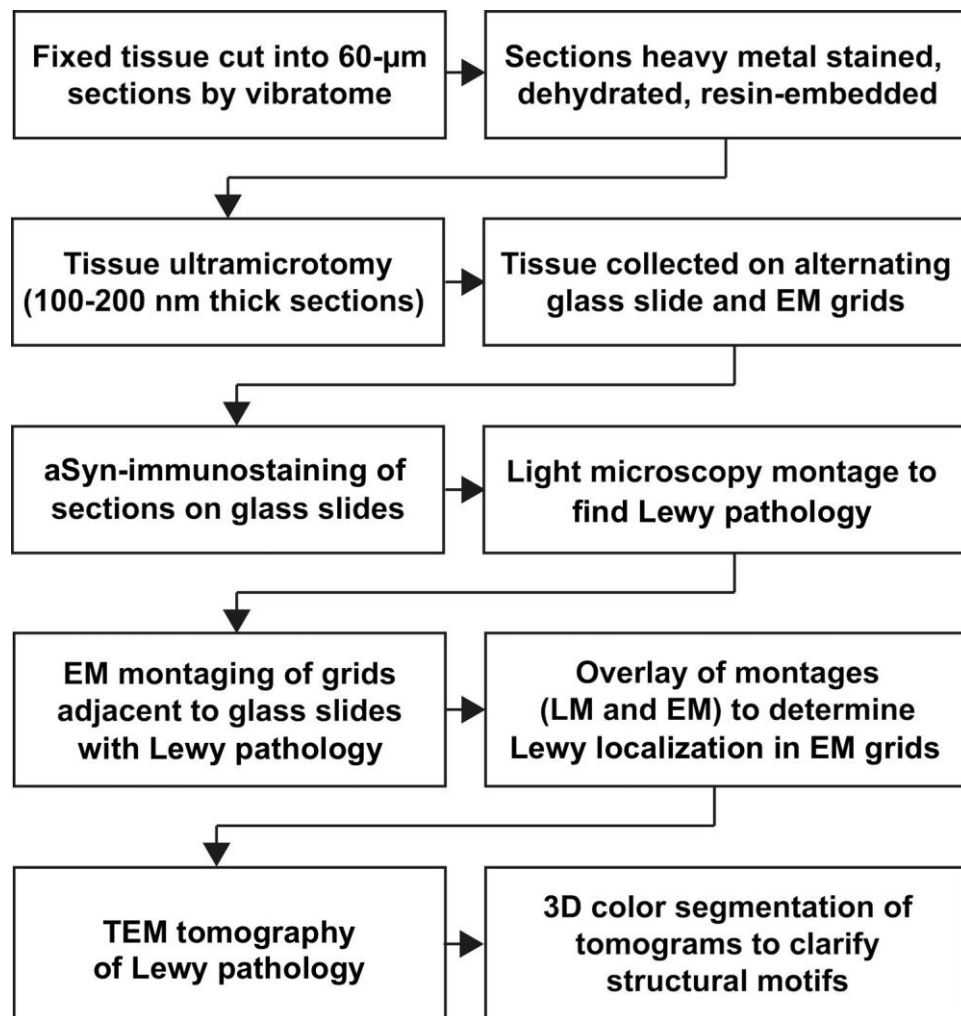 Fixed tissue cut into 60-µm
sections by vibratome
Sections heavy metal stained,
dehydrated, resin-embedded
Tissue ultramicrotomy
(100-200 nm thick sections)
Tissue collected on alternating
glass slide and EM grids
aSyn-immunostaining of
sections on glass slides
Light microscopy montage to
find Lewy pathology
EM montaging of grids
adjacent to glass slides
with Lewy pathology
Overlay of montages
(LM and EM) to determine
Lewy localization in EM grids
TEM tomography
of Lewy pathology
3D color segmentation of
tomograms to clarify
structural motifs